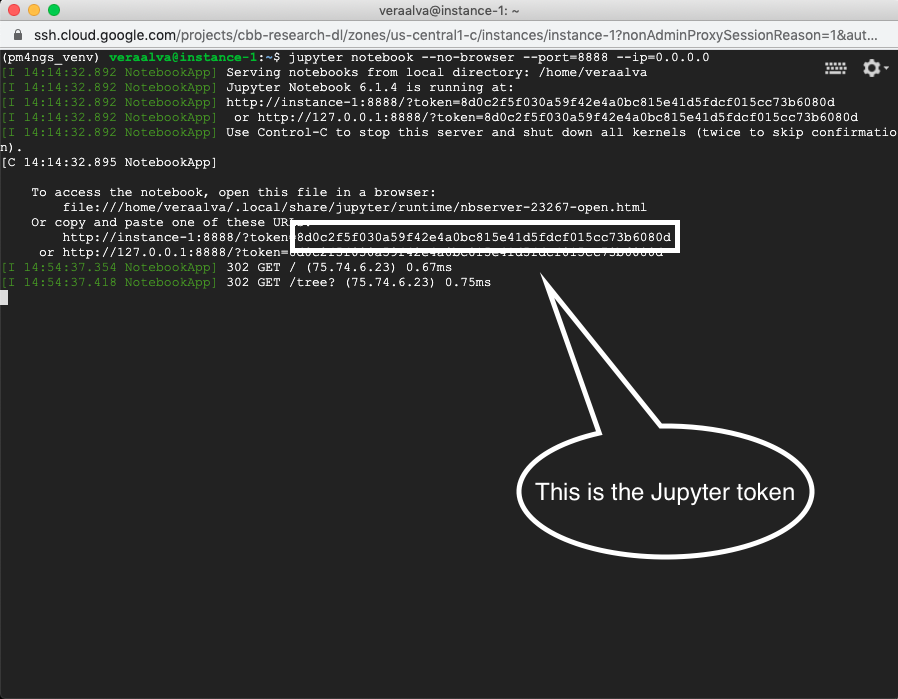 veraalva@instance-1: ~
ssh.cloud.google.com/projects/cbb-research-dl/zones/us-central1-c/instances/instance-1?nonAdminProxySessionReason=1&aut...
(pm4ngs_venv) veraalva@instance-1:~$ jupyter notebook --no-browser --port=8888 --ip=0.0.0.0
[I 14:14:32.892 NotebookApp] Serving notebooks from local directory: /home/veraalva
[I 14:14:32.892 NotebookApp] Jupyter Notebook 6.1.4 is running at:
[I 14:14:32.892 NotebookApp] http://instance-1:8888/?token=8d0c2f5f030a59f42e4a0bc815e41d5fdcf015cc73b6080d
[I 14:14:32.892 NotebookApp]  or http://127.0.0.1:8888/?token=8d0c2f5f030a59f42e4a0bc815e41d5fdcf015cc73b6080d
[I 14:14:32.892 NotebookApp] Use Control-C to stop this server and shut down all kernels (twice to skip confirmatio
n).
[C 14:14:32.895 NotebookApp]
To access the notebook, open this file in a browser:
file:///home/veraalva/.local/share/jupyter/runtime/nbserver-23267-open.html
Or copy and paste one of these URLs:
http://instance-1:8888/?token=8d0c2f5f030a59f42e4a0bc815e41d5fdcf015cc73b6080d
or http://127.0.0.1:8888/?token=8d0c2f5f030a59f42e4a0bc815e41d5fdcf015cc73b6080d
[I 14:54:37.354 NotebookApp] 302 GET / (75.74.6.23) 0.67ms
[I 14:54:37.418 NotebookApp] 302 GET /tree? (75.74.6.23) 0.75ms
This is the Jupyter token